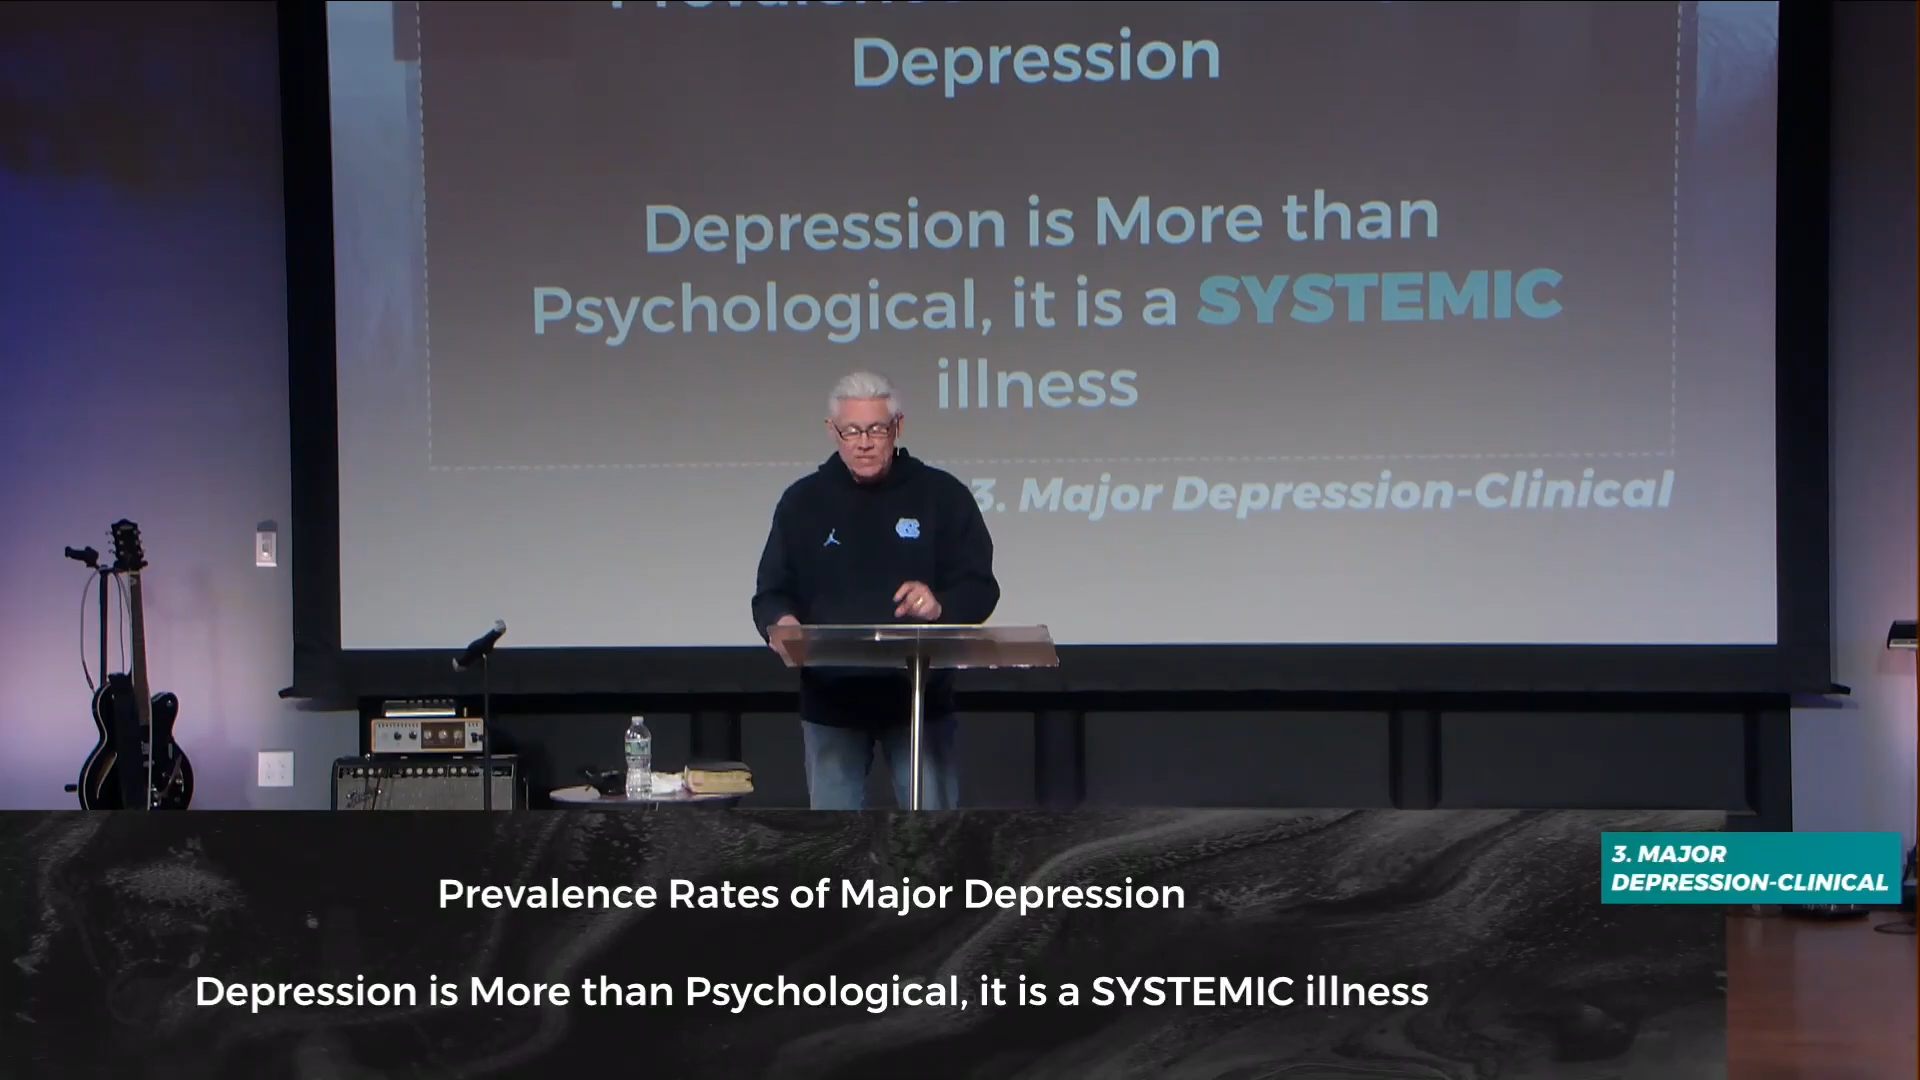 Prevalence
Depression
Depression is More than
Psychological, it is a SYSTEMIC
illness
3. Major Depression-Clinical
3. MAJOR
DEPRESSION-CLINICAL
Prevalence Rates of Major Depression
Depression is More than Psychological, it is a SYSTEMIC illness